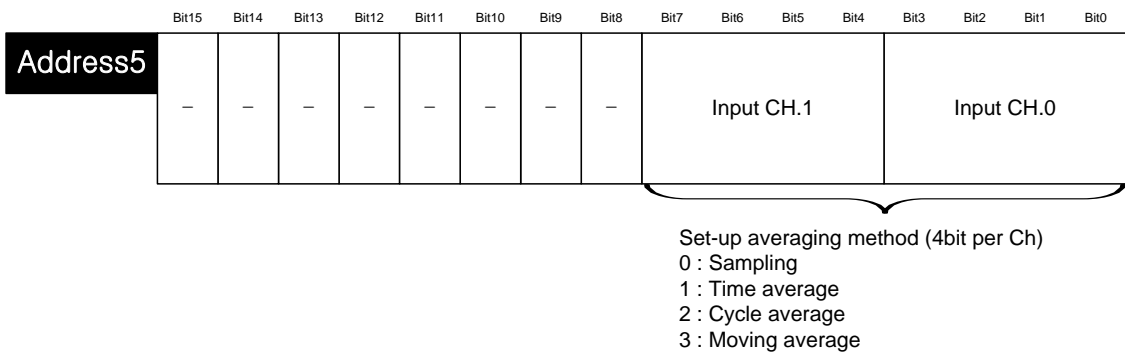 Bit15 Bit14 Bit13 Bit12 Bit11 Bit10 Bit9 Bit8 Bit7 Bit6 Bit5 Bit4 Bit3 Bit2 Bit1 Bit0
Address5
– – – – – – – – Input CH.1 Input CH.0
Set-up averaging method (4bit per Ch)
0 : Sampling
1 : Time average
2 : Cycle average
3 : Moving average